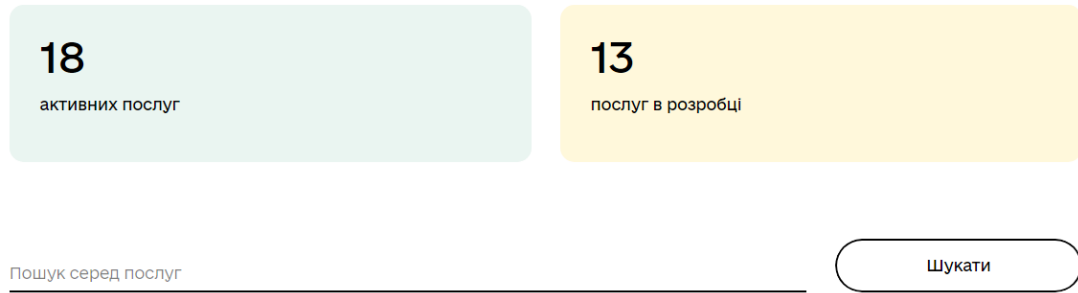 18
активних послуг
13
послуг в розробці
Пошук серед послуг
Шукати